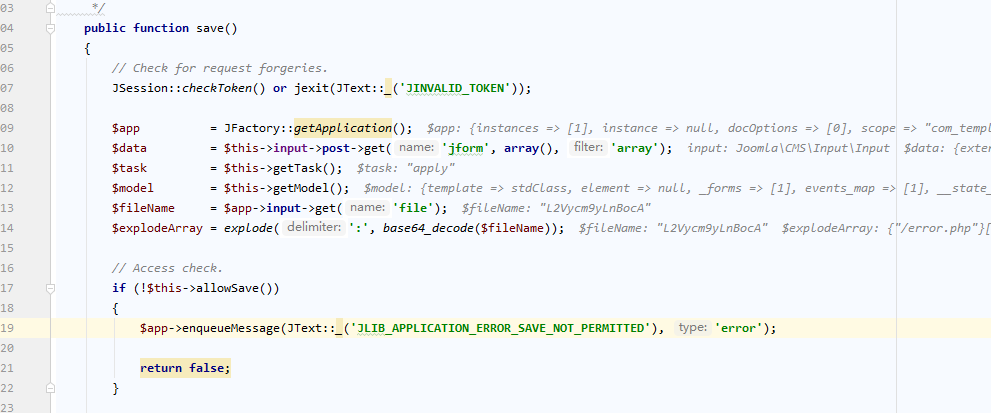 03 */
04 public function save()
05 {
06 // Check for request forgeries.
07 JSession::checkToken() or jexit(JText::_('JINVALID_TOKEN'));
08
09 $app = JFactory::getApplication(); $app: {instances => [1], instance => null, docOptions => [0], scope => "com_templ
10 $data = $this->input->post->get( name: 'jform', array(), filter: 'array'); input: Joomla\CMS\Input\Input $data: {exter
11 $task = $this->getTask(); $task: "apply"
12 $model = $this->getModel(); $model: {template => stdClass, element => null, _forms => [1], events_map => [1], __state_
13 $fileName = $app->input->get( name: 'file'); $fileName: "L2Vycm9yLnBocA"
14 $explodeArray = explode( delimiter: ':', base64_decode($fileName)); $fileName: "L2Vycm9yLnBocA" $explodeArray: {"/error.php"}[
15
16 // Access check.
17 if (!$this->allowSave())
18 {
19 $app->enqueueMessage(JText::_('JLIB_APPLICATION_ERROR_SAVE_NOT_PERMITTED'), type: 'error');
20
21 return false;
22 }
23